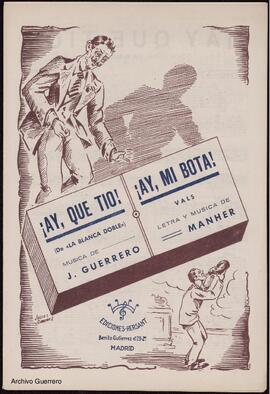 ¡AY, QUE TIO!
(De «LA BLANCA DOBLE»)
MUSICA DE
J. GUERRERO
¡AY, MI BOTA!
VALS
LETRA Y MUSICA DE
MANHER
EDICIONES-HERSANT
MADRID
Archivo Guerrero